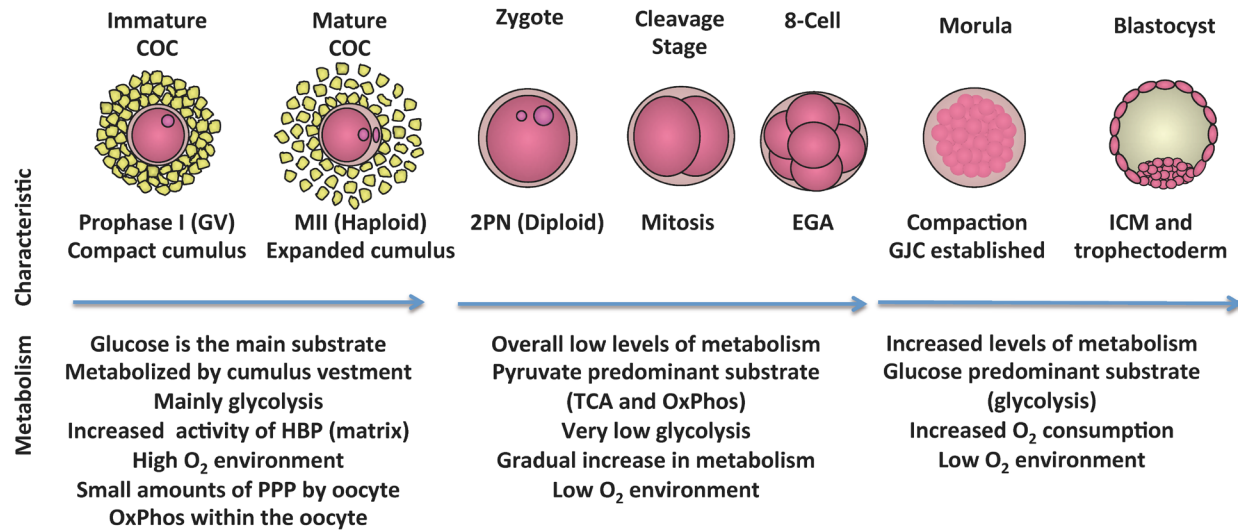 Immature
COC
Mature
COC
Zygote
Cleavage
Stage
8-Cell
Morula
Blastocyst
Characteristic
Prophase I (GV)
Compact cumulus
MII (Haploid)
Expanded cumulus
2PN (Diploid)
Mitosis
EGA
Compaction
GJC established
ICM and
trophectoderm
Metabolism
Glucose is the main substrate
Metabolized by cumulus vestment
Mainly glycolysis
Increased activity of HBP (matrix)
High O₂ environment
Small amounts of PPP by oocyte
OxPhos within the oocyte
Overall low levels of metabolism
Pyruvate predominant substrate
(TCA and OxPhos)
Very low glycolysis
Gradual increase in metabolism
Low O₂ environment
Increased levels of metabolism
Glucose predominant substrate
(glycolysis)
Increased O₂ consumption
Low O₂ environment